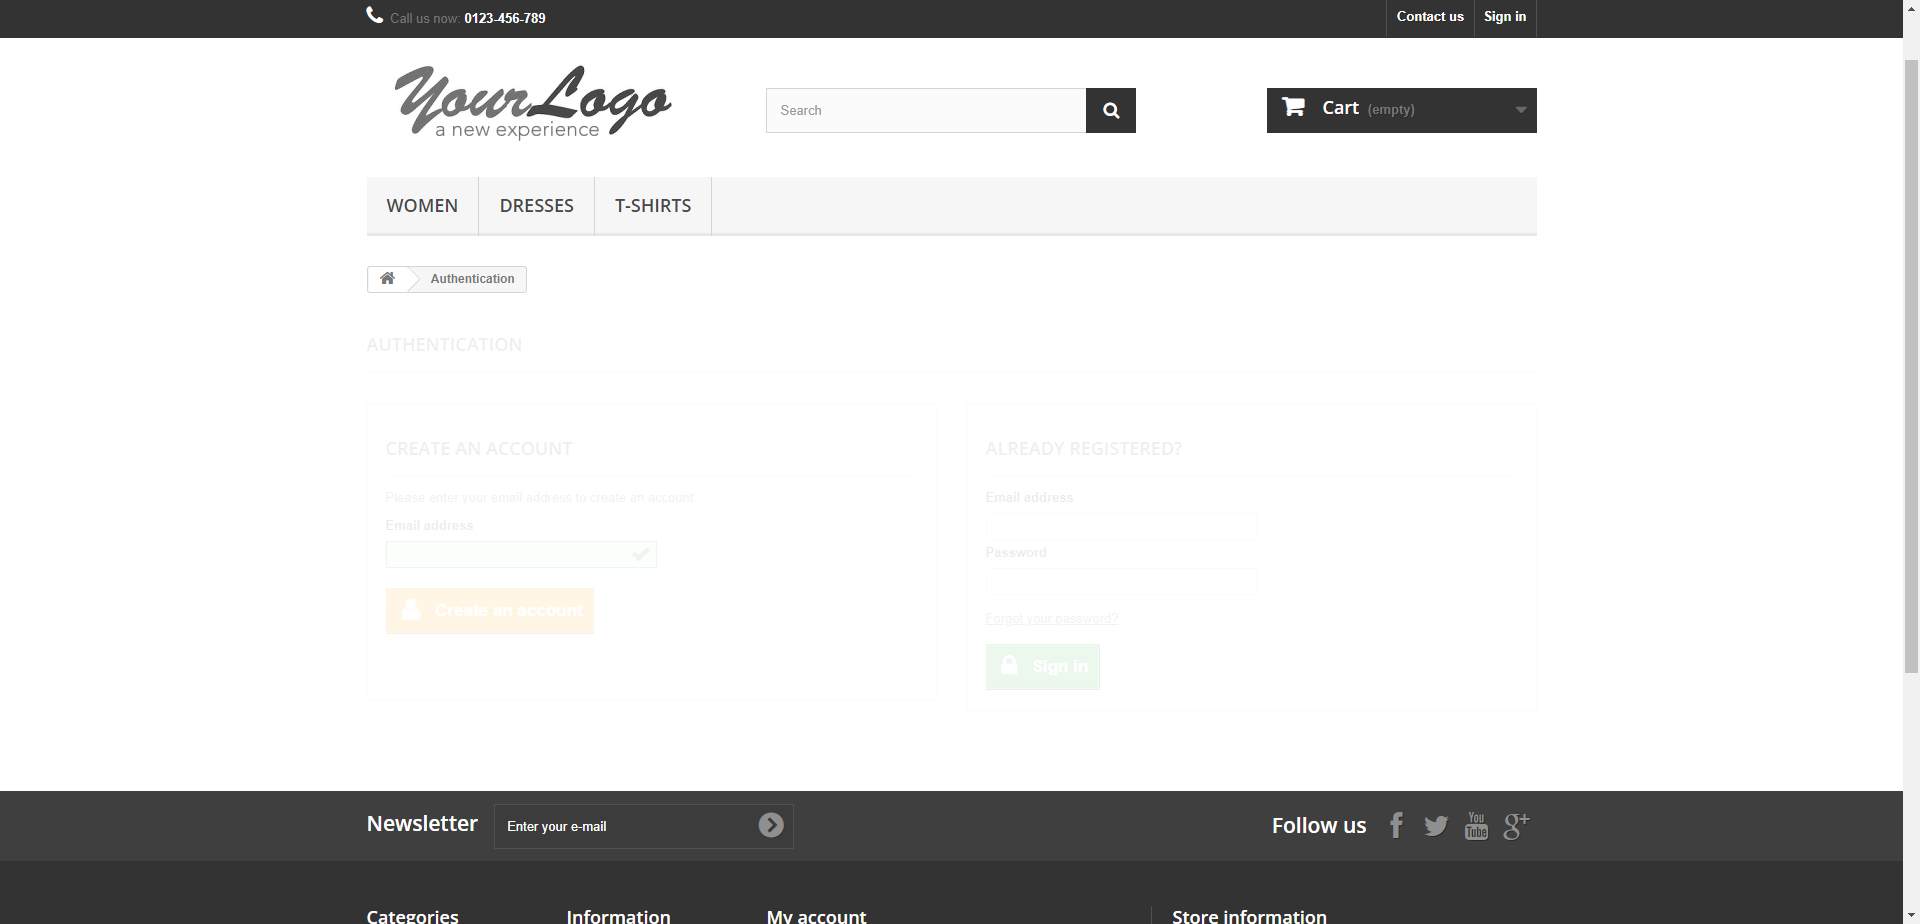 Call us now: 0123-456-789
Contact us
Sign in
Your Logo
a new experience
Search
Cart (empty)
WOMEN
DRESSES
T-SHIRTS
Authentication
AUTHENTICATION
CREATE AN ACCOUNT
Please enter your email address to create an account.
Email address
Create an account
ALREADY REGISTERED?
Email address
Password
Forgot your password?
Sign in
Newsletter
Enter your e-mail
Follow us
You
Tube
g+
Categories
Information
My account
Store information